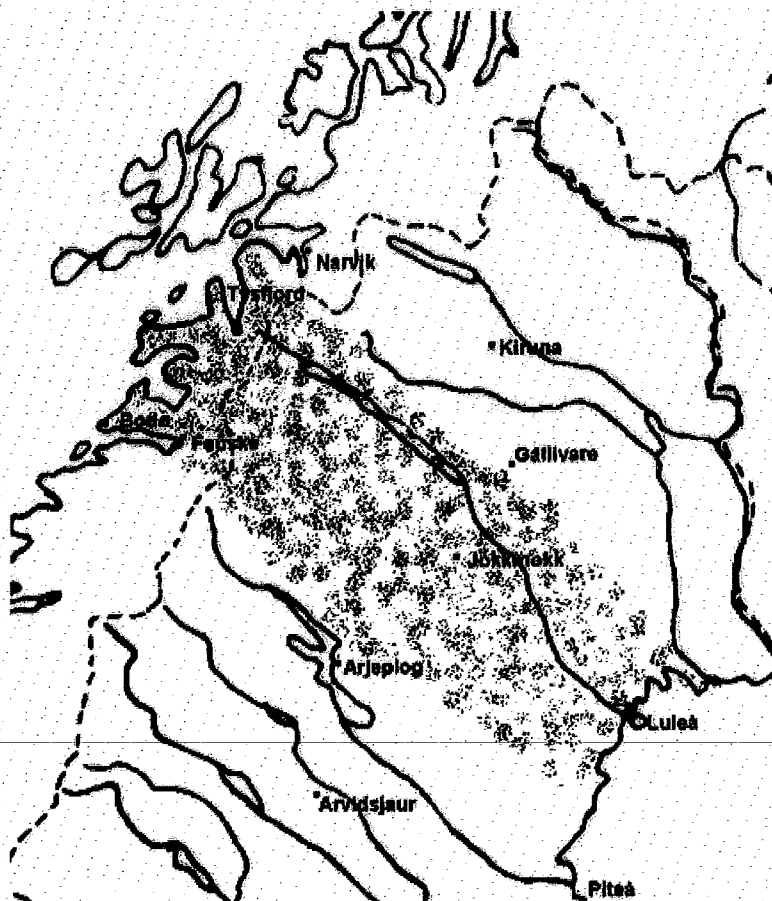 Narvik
Tysfjord
Kiruna
Bodø
Fauske
Gällivare
Jokkmokk
Arjeplog
Luleå
Arvidsjaur
Piteå